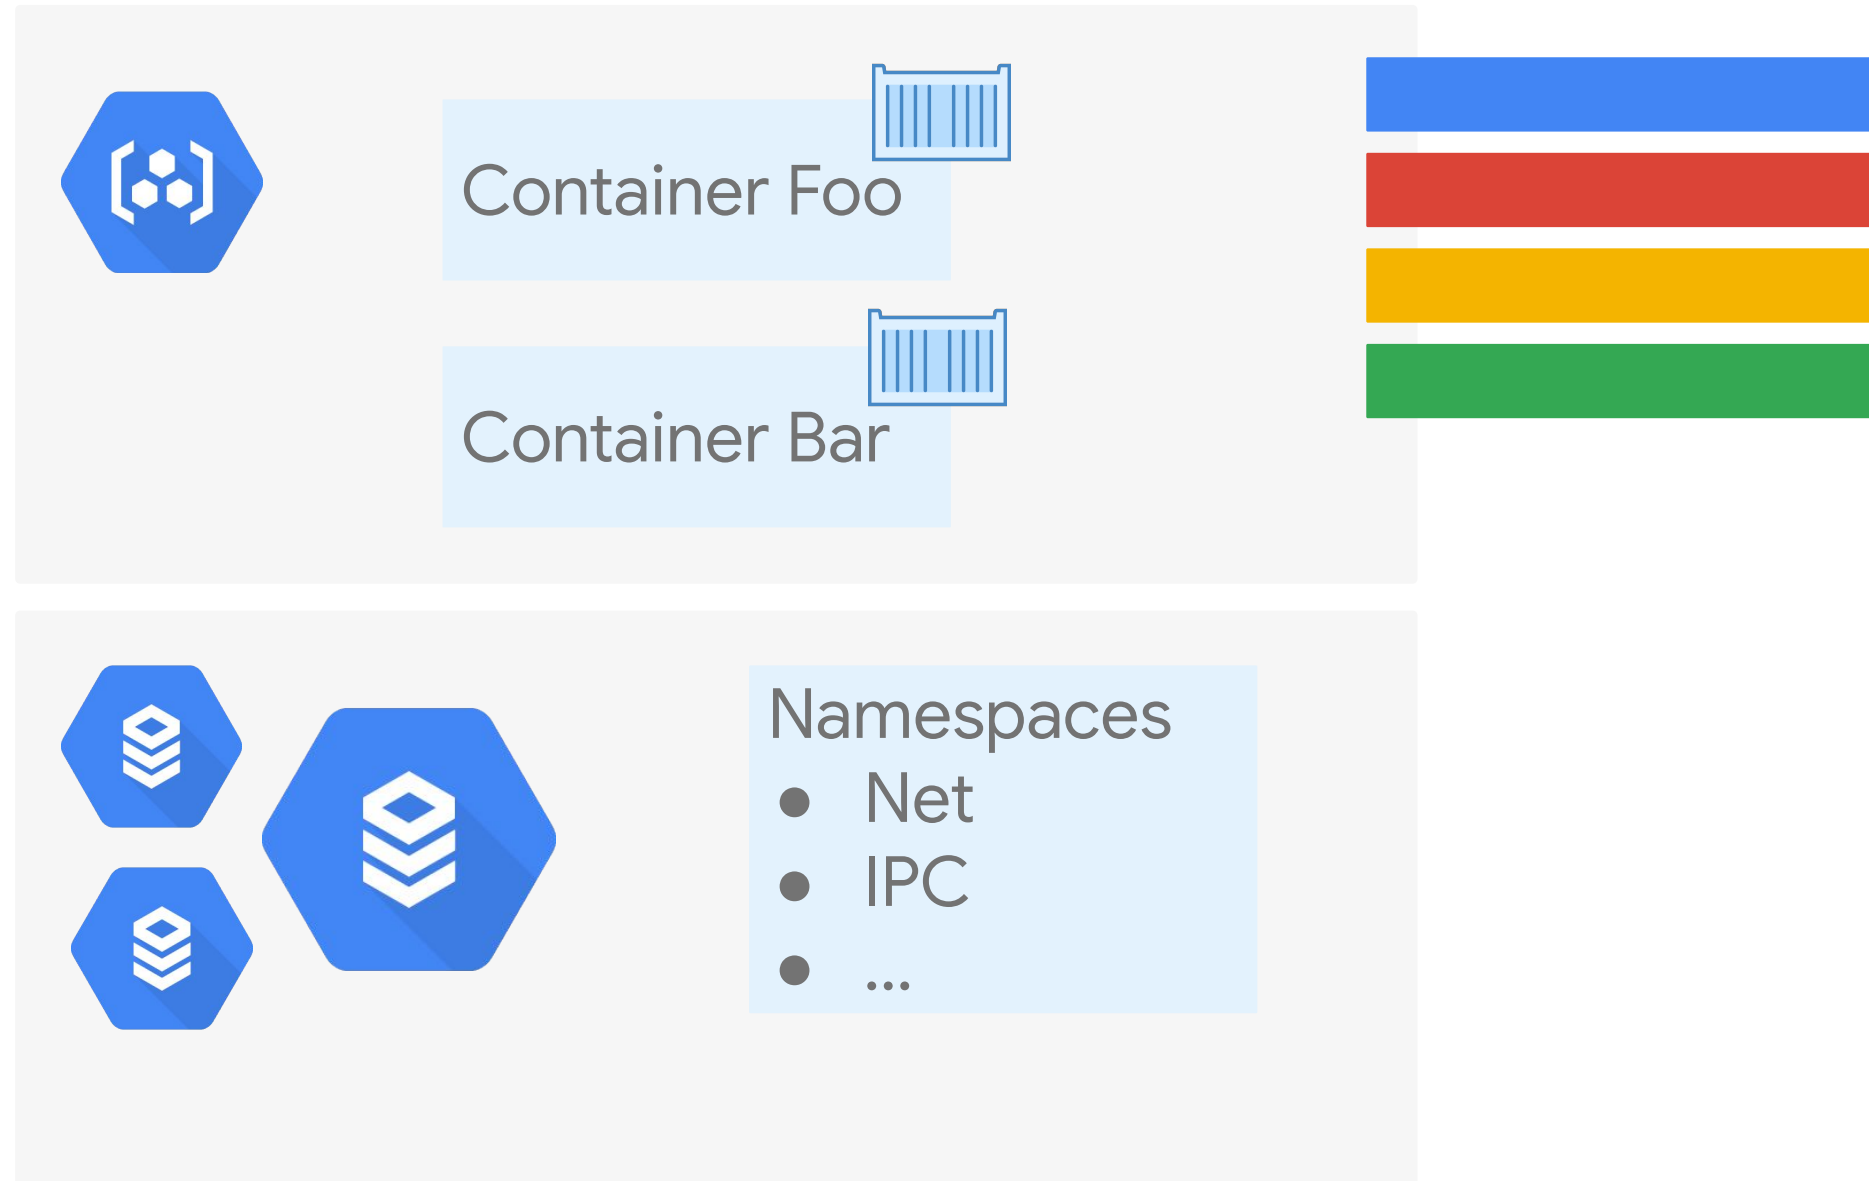 Container Foo
Container Bar
Namespaces
● Net
● IPC
● ...